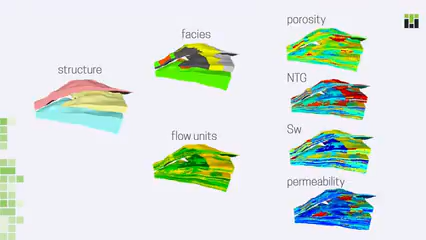 porosity
facies
structure
NTG
flow units
Sw
permeability